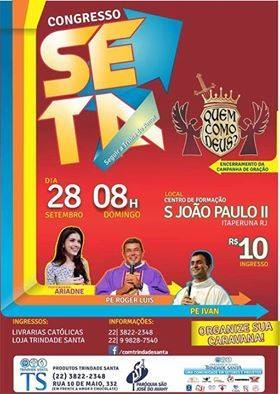 CONGRESSO
SETA
QUEM
COMO
DEUS?
ENCERRAMENTO DA
CAMPANHA DE ORAÇÃO
DIA
28
SETEMBRO
08H
DOMINGO
LOCAL
CENTRO DE FORMAÇÃO
S JOÃO PAULO II
ITAPERUNA RJ
R$10
INGRESSO
ARIADNE
PE ROGER LUIS
PE IVAN
INGRESSOS:
LIVRARIAS CATÓLICAS
LOJA TRINDADE SANTA
INFORMAÇÕES:
22| 3822-2348
22| 9 9828-7540
f /comtrindadesanta
ORGANIZE SUA
CARAVANA!
TS
PRODUTOS TRINDADE SANTA
(22) 3822-2348
RUA 10 DE MAIO, 332
(EM FRENTE A AMOR E CHOCOLATE)
PARÓQUIA SÃO
JOSÉ DO AVAHY